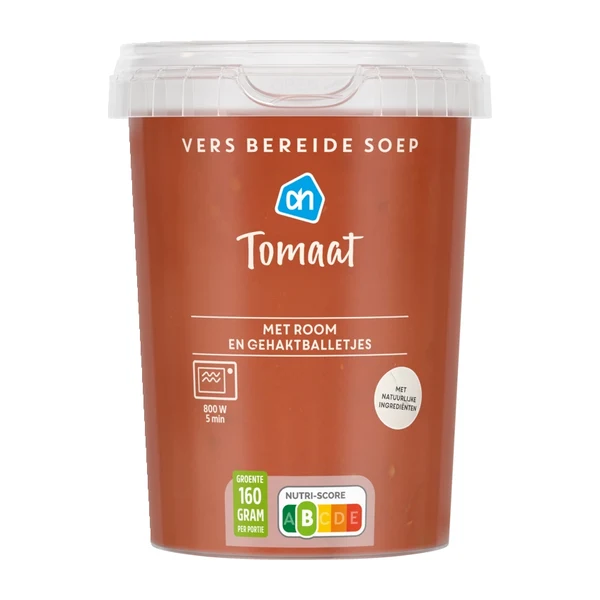 VERS BEREIDE SOEP
ah
Tomaat
MET ROOM
EN GEHAKTBALLETJES
800 W
5 min
MET
NATUURLIJKE
INGREDIËNTEN
GROENTE
160
GRAM
PER PORTIE
NUTRI-SCORE
A B C D E